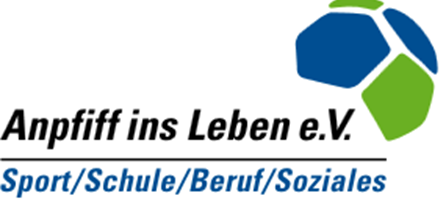 Anpfiff ins Leben e.V.
Sport/Schule/Beruf/Soziales